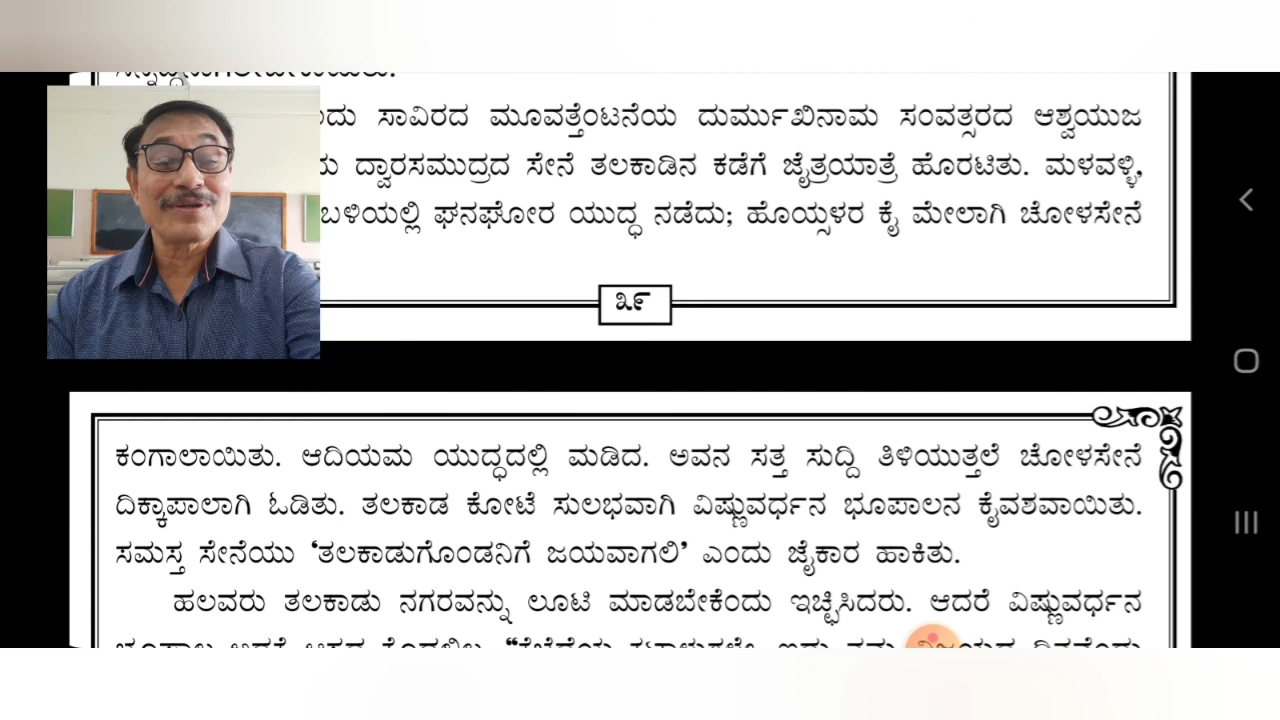 ಸಾವಿರದ ಮೂವತ್ತೆಂಟನೆಯ ದುರ್ಮುಖಿನಾಮ ಸಂವತ್ಸರದ ಆಶ್ವಯುಜ
ದ್ವಾರಸಮುದ್ರದ ಸೇನೆ ತಲಕಾಡಿನ ಕಡೆಗೆ ಜೈತ್ರಯಾತ್ರೆ ಹೊರಟಿತು. ಮಳವಳ್ಳಿ,
ಬಳಿಯಲ್ಲಿ ಘನಘೋರ ಯುದ್ಧ ನಡೆದು; ಹೊಯ್ಸಳರ ಕೈ ಮೇಲಾಗಿ ಚೋಳಸೇನೆ
೩೯
ಕಂಗಾಲಾಯಿತು. ಆದಿಯಮ ಯುದ್ಧದಲ್ಲಿ ಮಡಿದ. ಅವನ ಸತ್ತ ಸುದ್ದಿ ತಿಳಿಯುತ್ತಲೆ ಚೋಳಸೇನೆ
ದಿಕ್ಕಾಪಾಲಾಗಿ ಓಡಿತು. ತಲಕಾಡ ಕೋಟೆ ಸುಲಭವಾಗಿ ವಿಷ್ಣುವರ್ಧನ ಭೂಪಾಲನ ಕೈವಶವಾಯಿತು.
ಸಮಸ್ತ ಸೇನೆಯು ‘ತಲಕಾಡುಗೊಂಡನಿಗೆ ಜಯವಾಗಲಿ’ ಎಂದು ಜೈಕಾರ ಹಾಕಿತು.
ಹಲವರು ತಲಕಾಡು ನಗರವನ್ನು ಲೂಟಿ ಮಾಡಬೇಕೆಂದು ಇಚ್ಛಿಸಿದರು. ಆದರೆ ವಿಷ್ಣುವರ್ಧನ